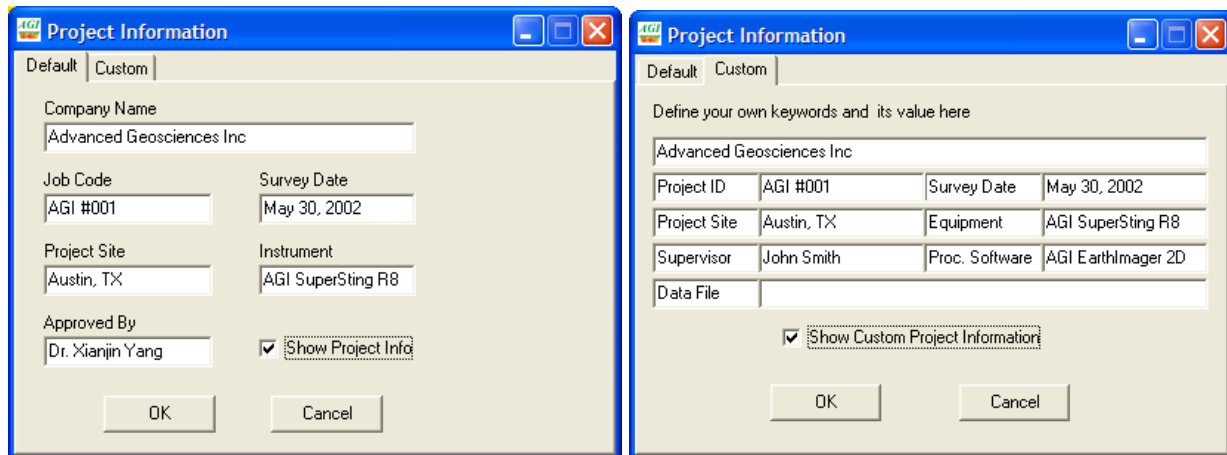 AGI Project Information
Default Custom
Company Name
Advanced Geosciences Inc
Job Code Survey Date
AGI #001 May 30, 2002
Project Site Instrument
Austin, TX AGI SuperSting R8
Approved By
Dr. Xianjin Yang Show Project Info
OK Cancel
AGI Project Information
Default Custom
Define your own keywords and its value here
Advanced Geosciences Inc
Project ID AGI #001 Survey Date May 30, 2002
Project Site Austin, TX Equipment AGI SuperSting R8
Supervisor John Smith Proc. Software AGI EarthImager 2D
Data File
Show Custom Project Information
OK Cancel